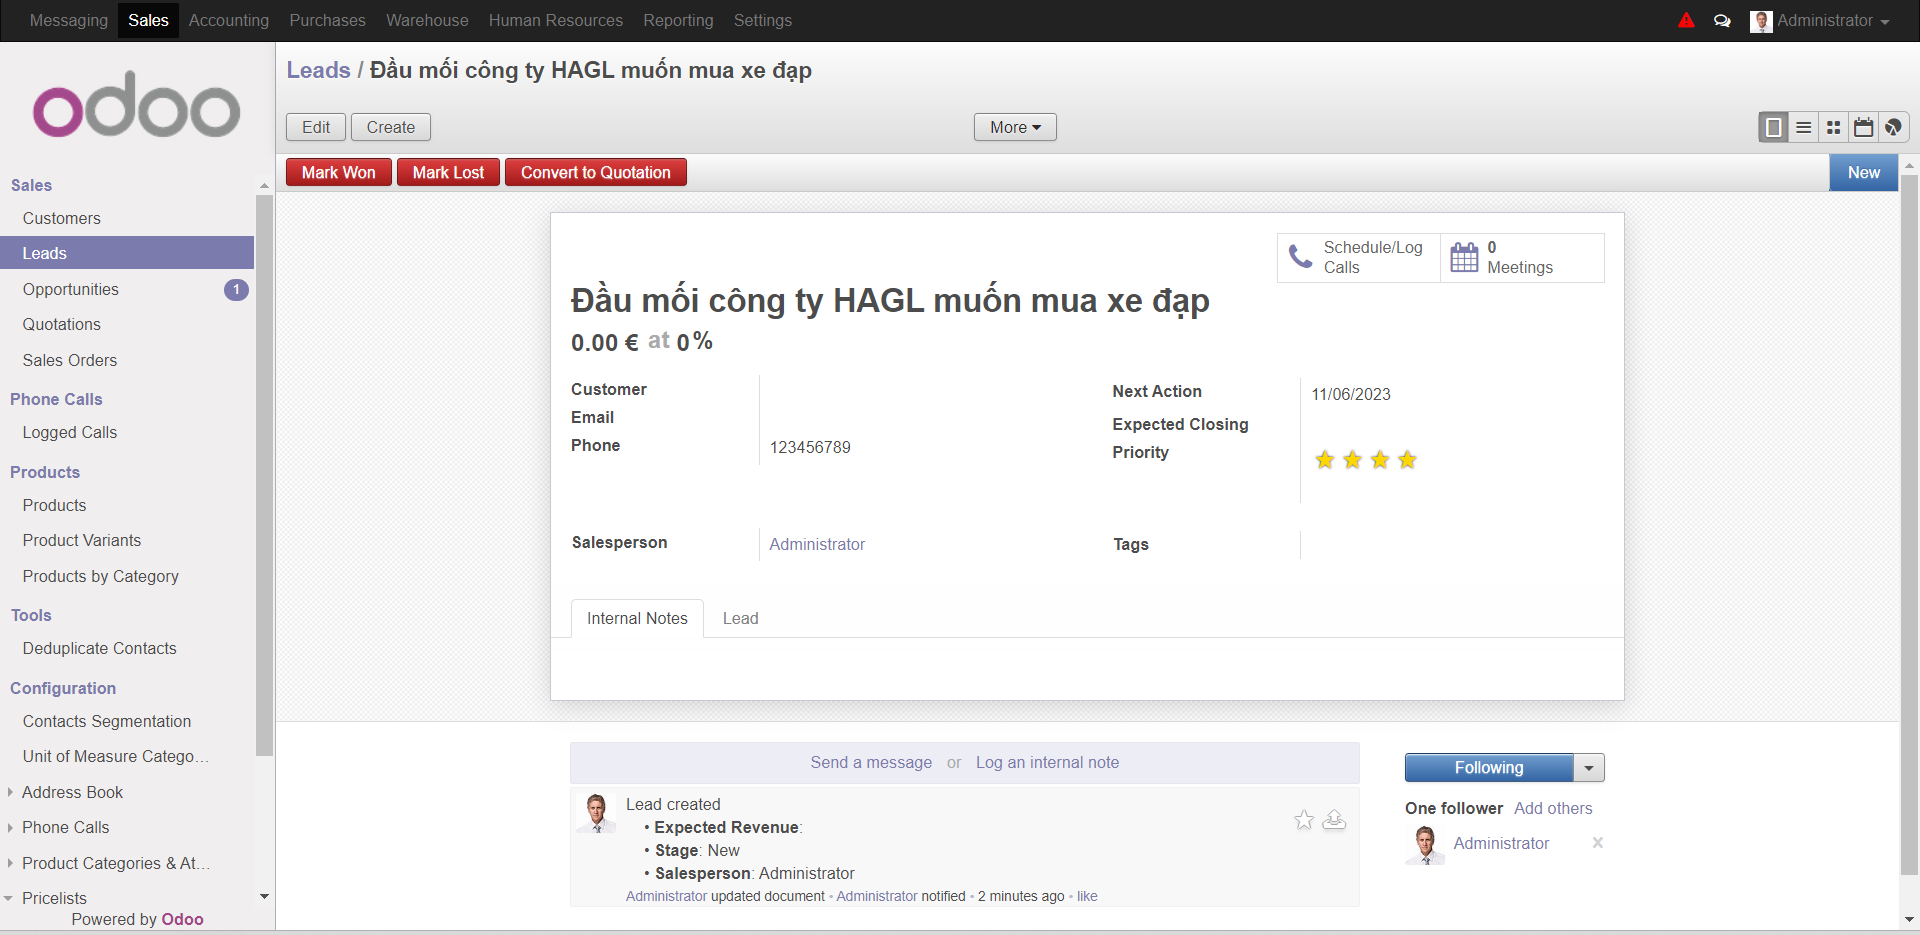 Messaging Sales Accounting Purchases Warehouse Human Resources Reporting Settings Administrator
odoo
Sales
Customers
Leads
Opportunities 1
Quotations
Sales Orders
Phone Calls
Logged Calls
Products
Products
Product Variants
Products by Category
Tools
Deduplicate Contacts
Configuration
Contacts Segmentation
Unit of Measure Catego...
Address Book
Phone Calls
Product Categories & At...
Pricelists
Powered by Odoo
Leads / Đầu mối công ty HAGL muốn mua xe đạp
Edit Create More
Mark Won Mark Lost Convert to Quotation New
Schedule/Log
Calls
0
Meetings
Đầu mối công ty HAGL muốn mua xe đạp
0.00 € at 0 %
Customer
Email
Phone 123456789
Next Action 11/06/2023
Expected Closing
Priority
Salesperson Administrator
Tags
Internal Notes Lead
Send a message or Log an internal note
Lead created
• Expected Revenue:
• Stage: New
• Salesperson: Administrator
Administrator updated document • Administrator notified • 2 minutes ago • like
Following
One follower Add others
Administrator ×